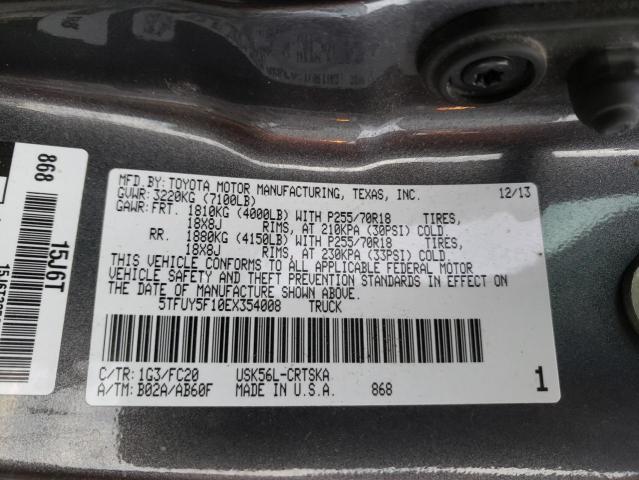 MFD.BY:TOYOTA MOTOR MANUFACTURING, TEXAS, INC. 12/13
GVWR:3220KG (7100LB)
GAWR:FRT. 1810KG (4000LB) WITH P255/70R18 TIRES,
18X8J RIMS, AT 210KPA (30PSI) COLD.
RR. 1880KG (4150LB) WITH P255/70R18 TIRES,
18X8J RIMS, AT 230KPA (33PSI) COLD.
THIS VEHICLE CONFORMS TO ALL APPLICABLE FEDERAL MOTOR
VEHICLE SAFETY AND THEFT PREVENTION STANDARDS IN EFFECT ON
THE DATE OF MANUFACTURE SHOWN ABOVE.
5TFUY5F10EX354008 TRUCK
C/TR: 1G3/FC20 USK56L-CRTSKA
A/TM: B02A/AB60F MADE IN U.S.A. 868 1
868
15J6T